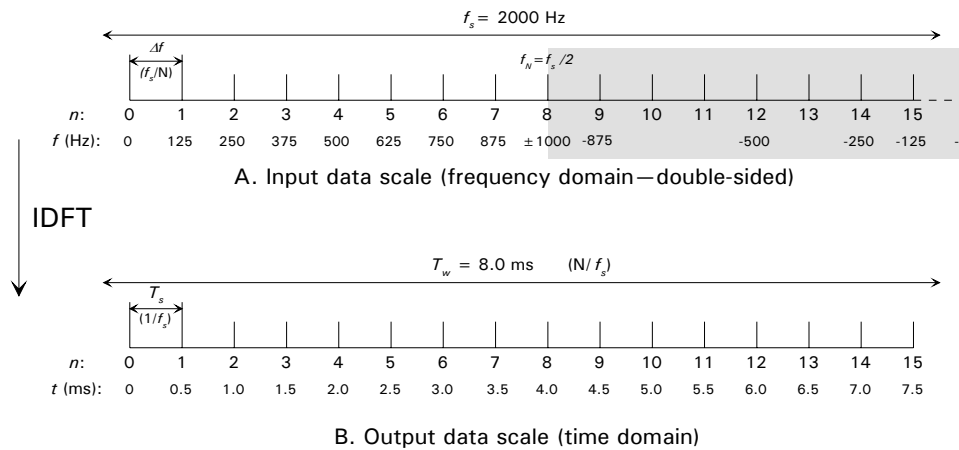 f_s = 2000 Hz
Δf
(f_s/N)
f_N = f_s/2
n: 0 1 2 3 4 5 6 7 8 9 10 11 12 13 14 15
f (Hz): 0 125 250 375 500 625 750 875 ±1000 -875 -500 -250 -125 -
A. Input data scale (frequency domain—double-sided)
IDFT
T_w = 8.0 ms (N/f_s)
T_s
(1/f_s)
n: 0 1 2 3 4 5 6 7 8 9 10 11 12 13 14 15
t (ms): 0 0.5 1.0 1.5 2.0 2.5 3.0 3.5 4.0 4.5 5.0 5.5 6.0 6.5 7.0 7.5
B. Output data scale (time domain)